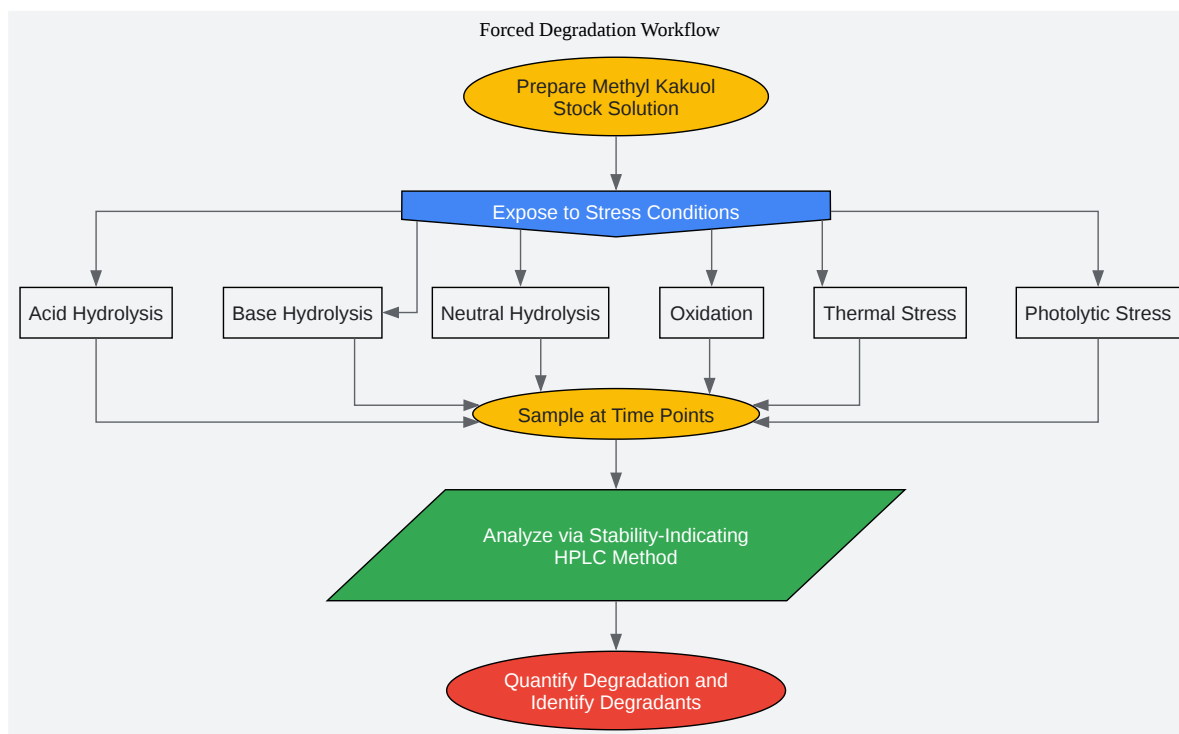 Forced Degradation Workflow
Prepare Methyl Kakuol
Stock Solution
Expose to Stress Conditions
Acid Hydrolysis
Base Hydrolysis
Neutral Hydrolysis
Oxidation
Thermal Stress
Photolytic Stress
Sample at Time Points
Analyze via Stability-Indicating
HPLC Method
Quantify Degradation and
Identify Degradants